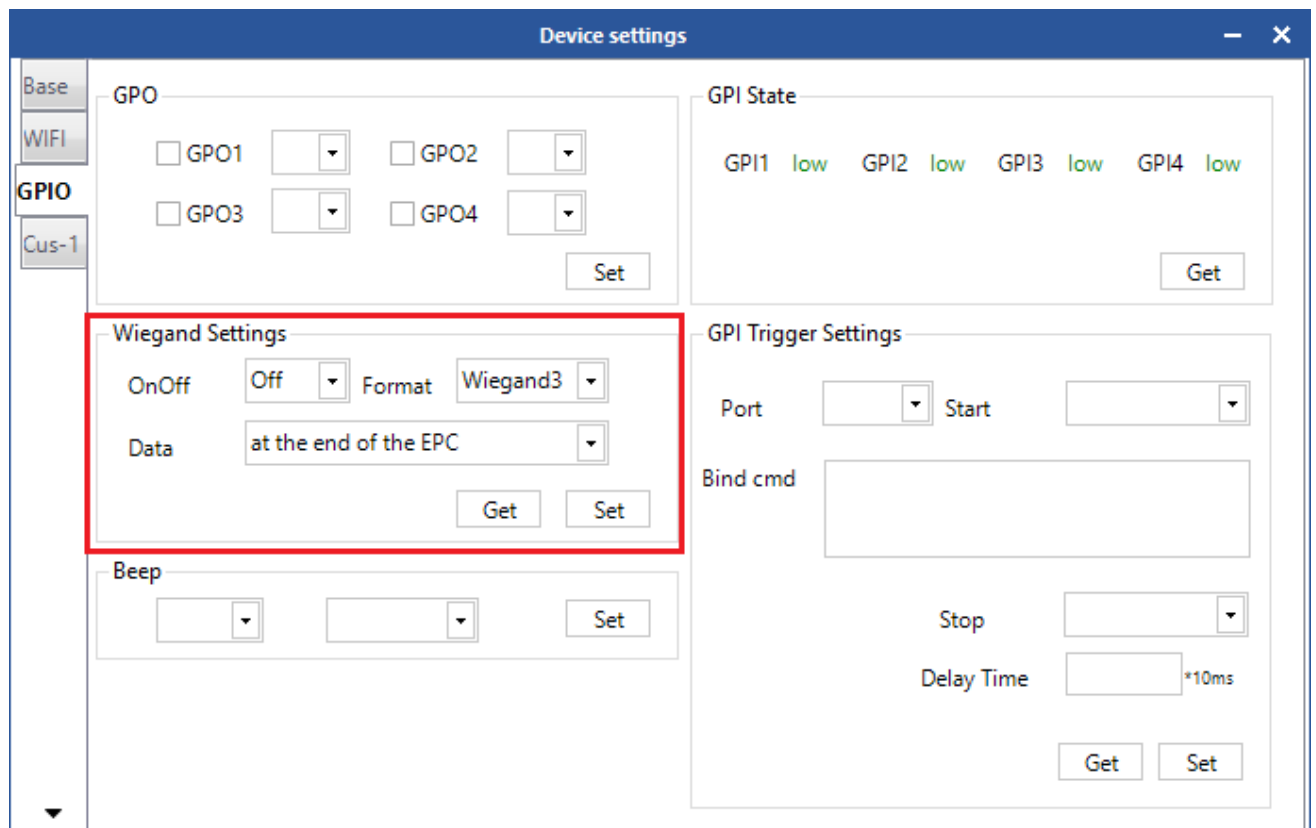 Device settings
Base
WIFI
GPIO
Cus-1
GPO
GPO1 GPO2
GPO3 GPO4
Set
GPI State
GPI1 low GPI2 low GPI3 low GPI4 low
Get
Wiegand Settings
OnOff Off Format Wiegand3
Data at the end of the EPC
Get Set
GPI Trigger Settings
Port Start
Bind cmd
Stop
Delay Time *10ms
Get Set
Beep
Set